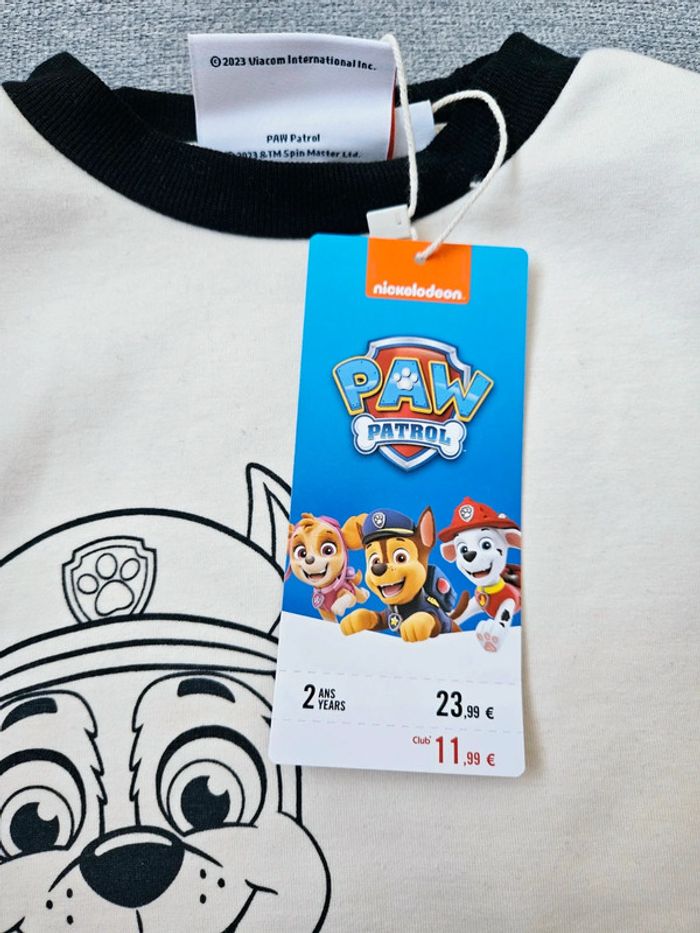 ©2023 Viacom International Inc.
PAW Patrol
2023 &TM Spin Master Ltd.
nickelodeon
PAW
PATROL
2 ANS
YEARS
23,99 €
Club' 11,99 €